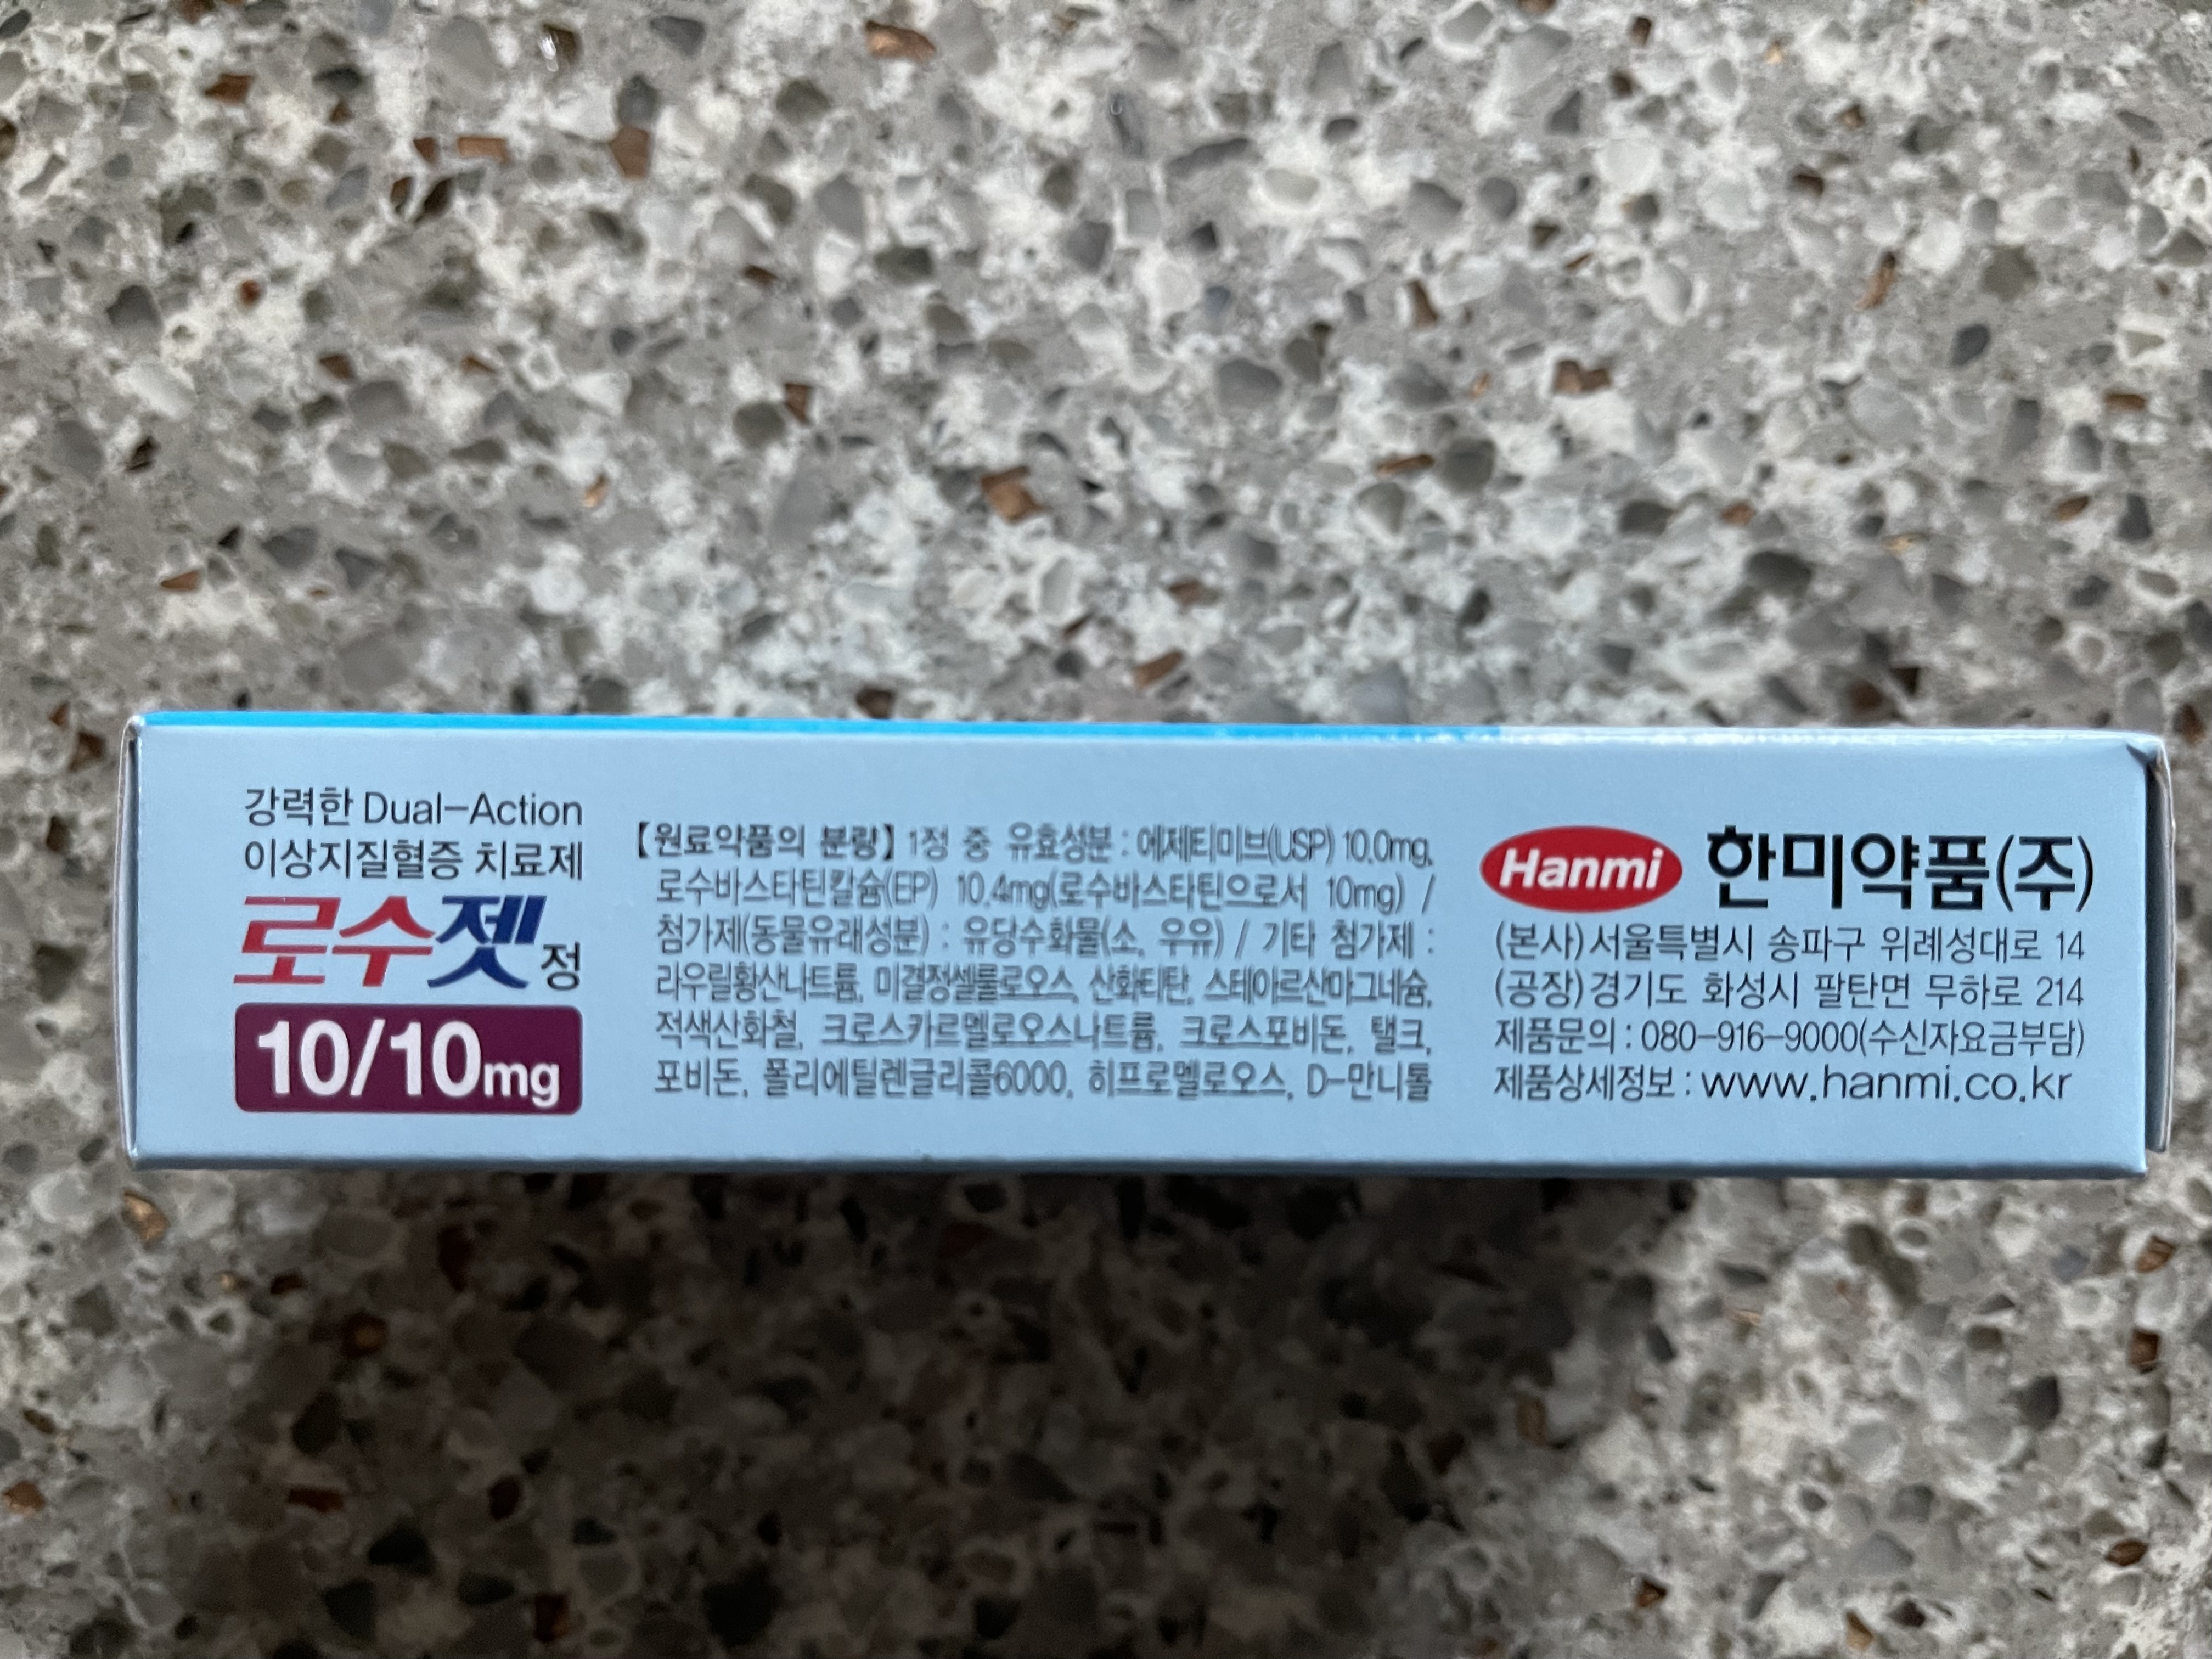 강력한 Dual-Action
이상지질혈증 치료제
로수젯정
10/10mg
【원료약품의 분량】 1정 중 유효성분 : 에제티미브(USP) 10.0mg,
로수바스타틴칼슘(EP) 10.4mg(로수바스타틴으로서 10mg) /
첨가제(동물유래성분) : 유당수화물(소, 우유) / 기타 첨가제 :
라우릴황산나트륨, 미결정셀룰로오스, 산화티탄, 스테아르산마그네슘,
적색산화철, 크로스카르멜로오스나트륨, 크로스포비돈, 탤크,
포비돈, 폴리에틸렌글리콜6000, 히프로멜로오스, D-만니톨
Hanmi 한미약품(주)
(본사)서울특별시 송파구 위례성대로 14
(공장)경기도 화성시 팔탄면 무하로 214
제품문의 : 080-916-9000(수신자요금부담)
제품상세정보 : www.hanmi.co.kr